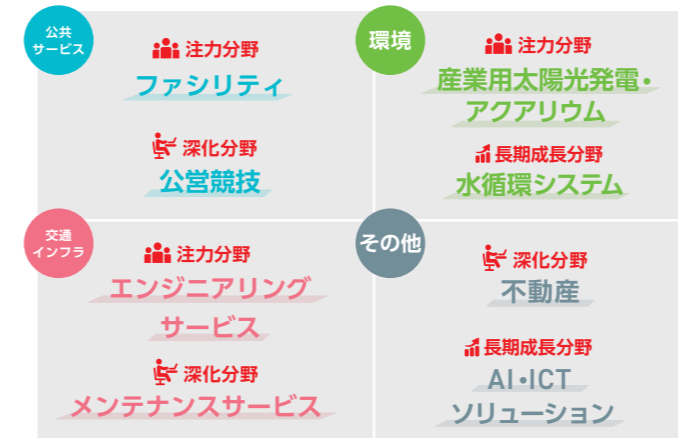 公共
サービス
注力分野
ファシリティ
深化分野
公営競技
環境
注力分野
産業用太陽光発電・
アクアリウム
長期成長分野
水循環システム
交通
インフラ
注力分野
エンジニアリング
サービス
深化分野
メンテナンスサービス
その他
深化分野
不動産
長期成長分野
AI・ICT
ソリューション